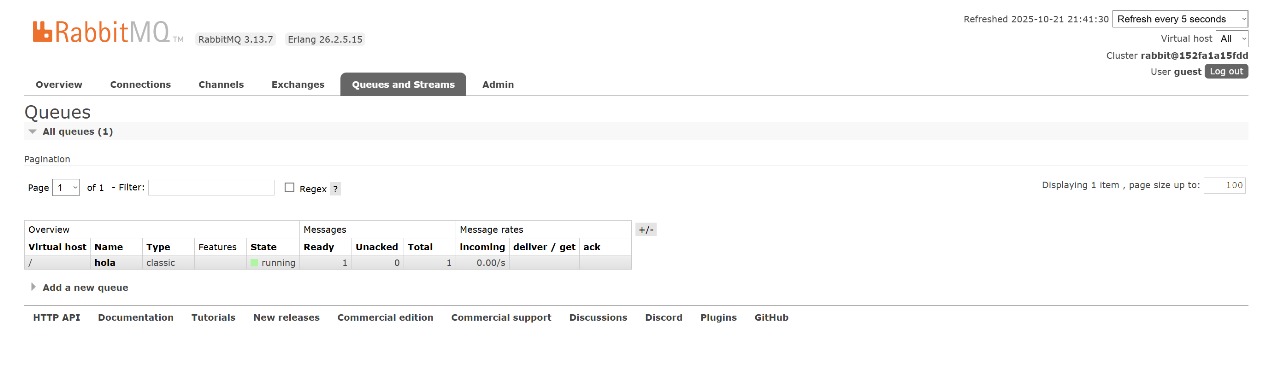 Refreshed 2025-10-21 21:41:30 Refresh every 5 seconds
RabbitMQ TM RabbitMQ 3.13.7 Erlang 26.2.5.15
Virtual host All
Cluster rabbit@152fa1a15fdd
User guest Log out
Overview Connections Channels Exchanges Queues and Streams Admin
Queues
All queues (1)
Pagination
Page 1 of 1 - Filter: Regex ? Displaying 1 item , page size up to: 100
Overview Messages Message rates +/-
Virtual host Name Type Features State Ready Unacked Total incoming deliver / get ack
/ hola classic running 1 0 1 0.00/s
Add a new queue
HTTP API Documentation Tutorials New releases Commercial edition Commercial support Discussions Discord Plugins GitHub